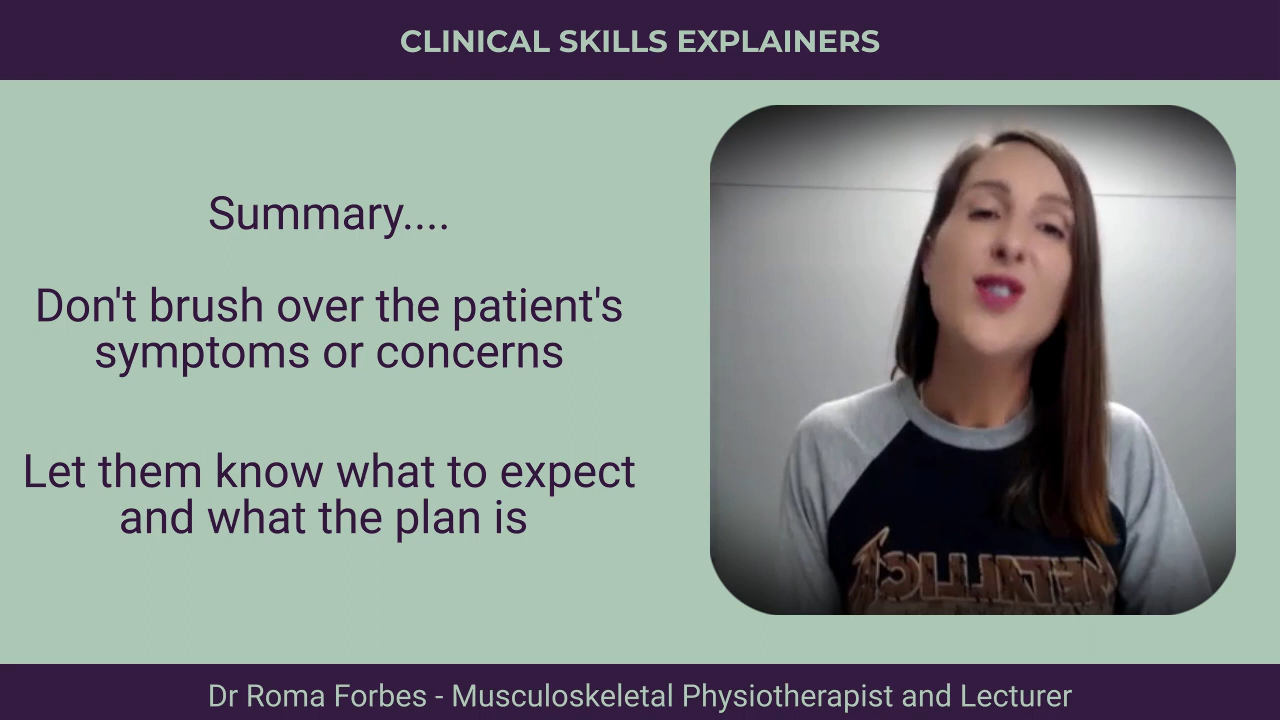 CLINICAL SKILLS EXPLAINERS
Summary....
Don't brush over the patient's
symptoms or concerns
Let them know what to expect
and what the plan is
METALLICA
Dr Roma Forbes - Musculoskeletal Physiotherapist and Lecturer